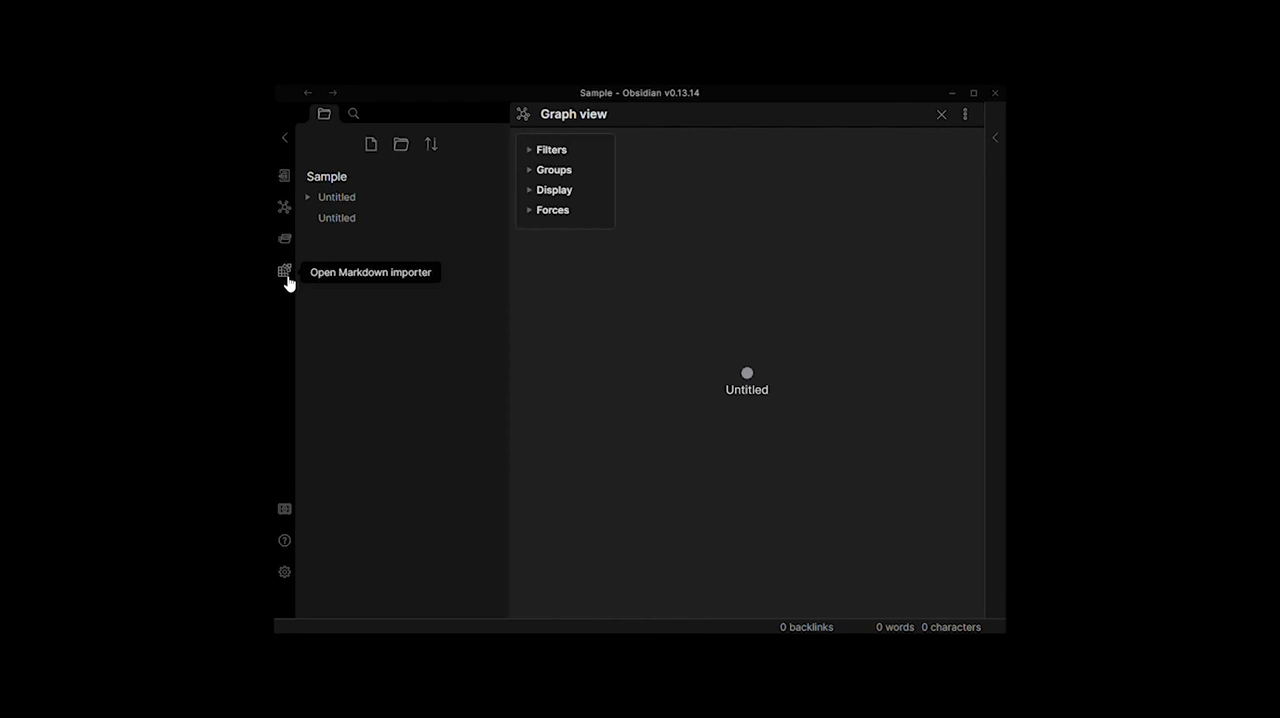 Sample - Obsidian v0.13.14
Graph view
Filters
Groups
Display
Forces
Sample
Untitled
Untitled
Open Markdown importer
Untitled
0 backlinks
0 words
0 characters